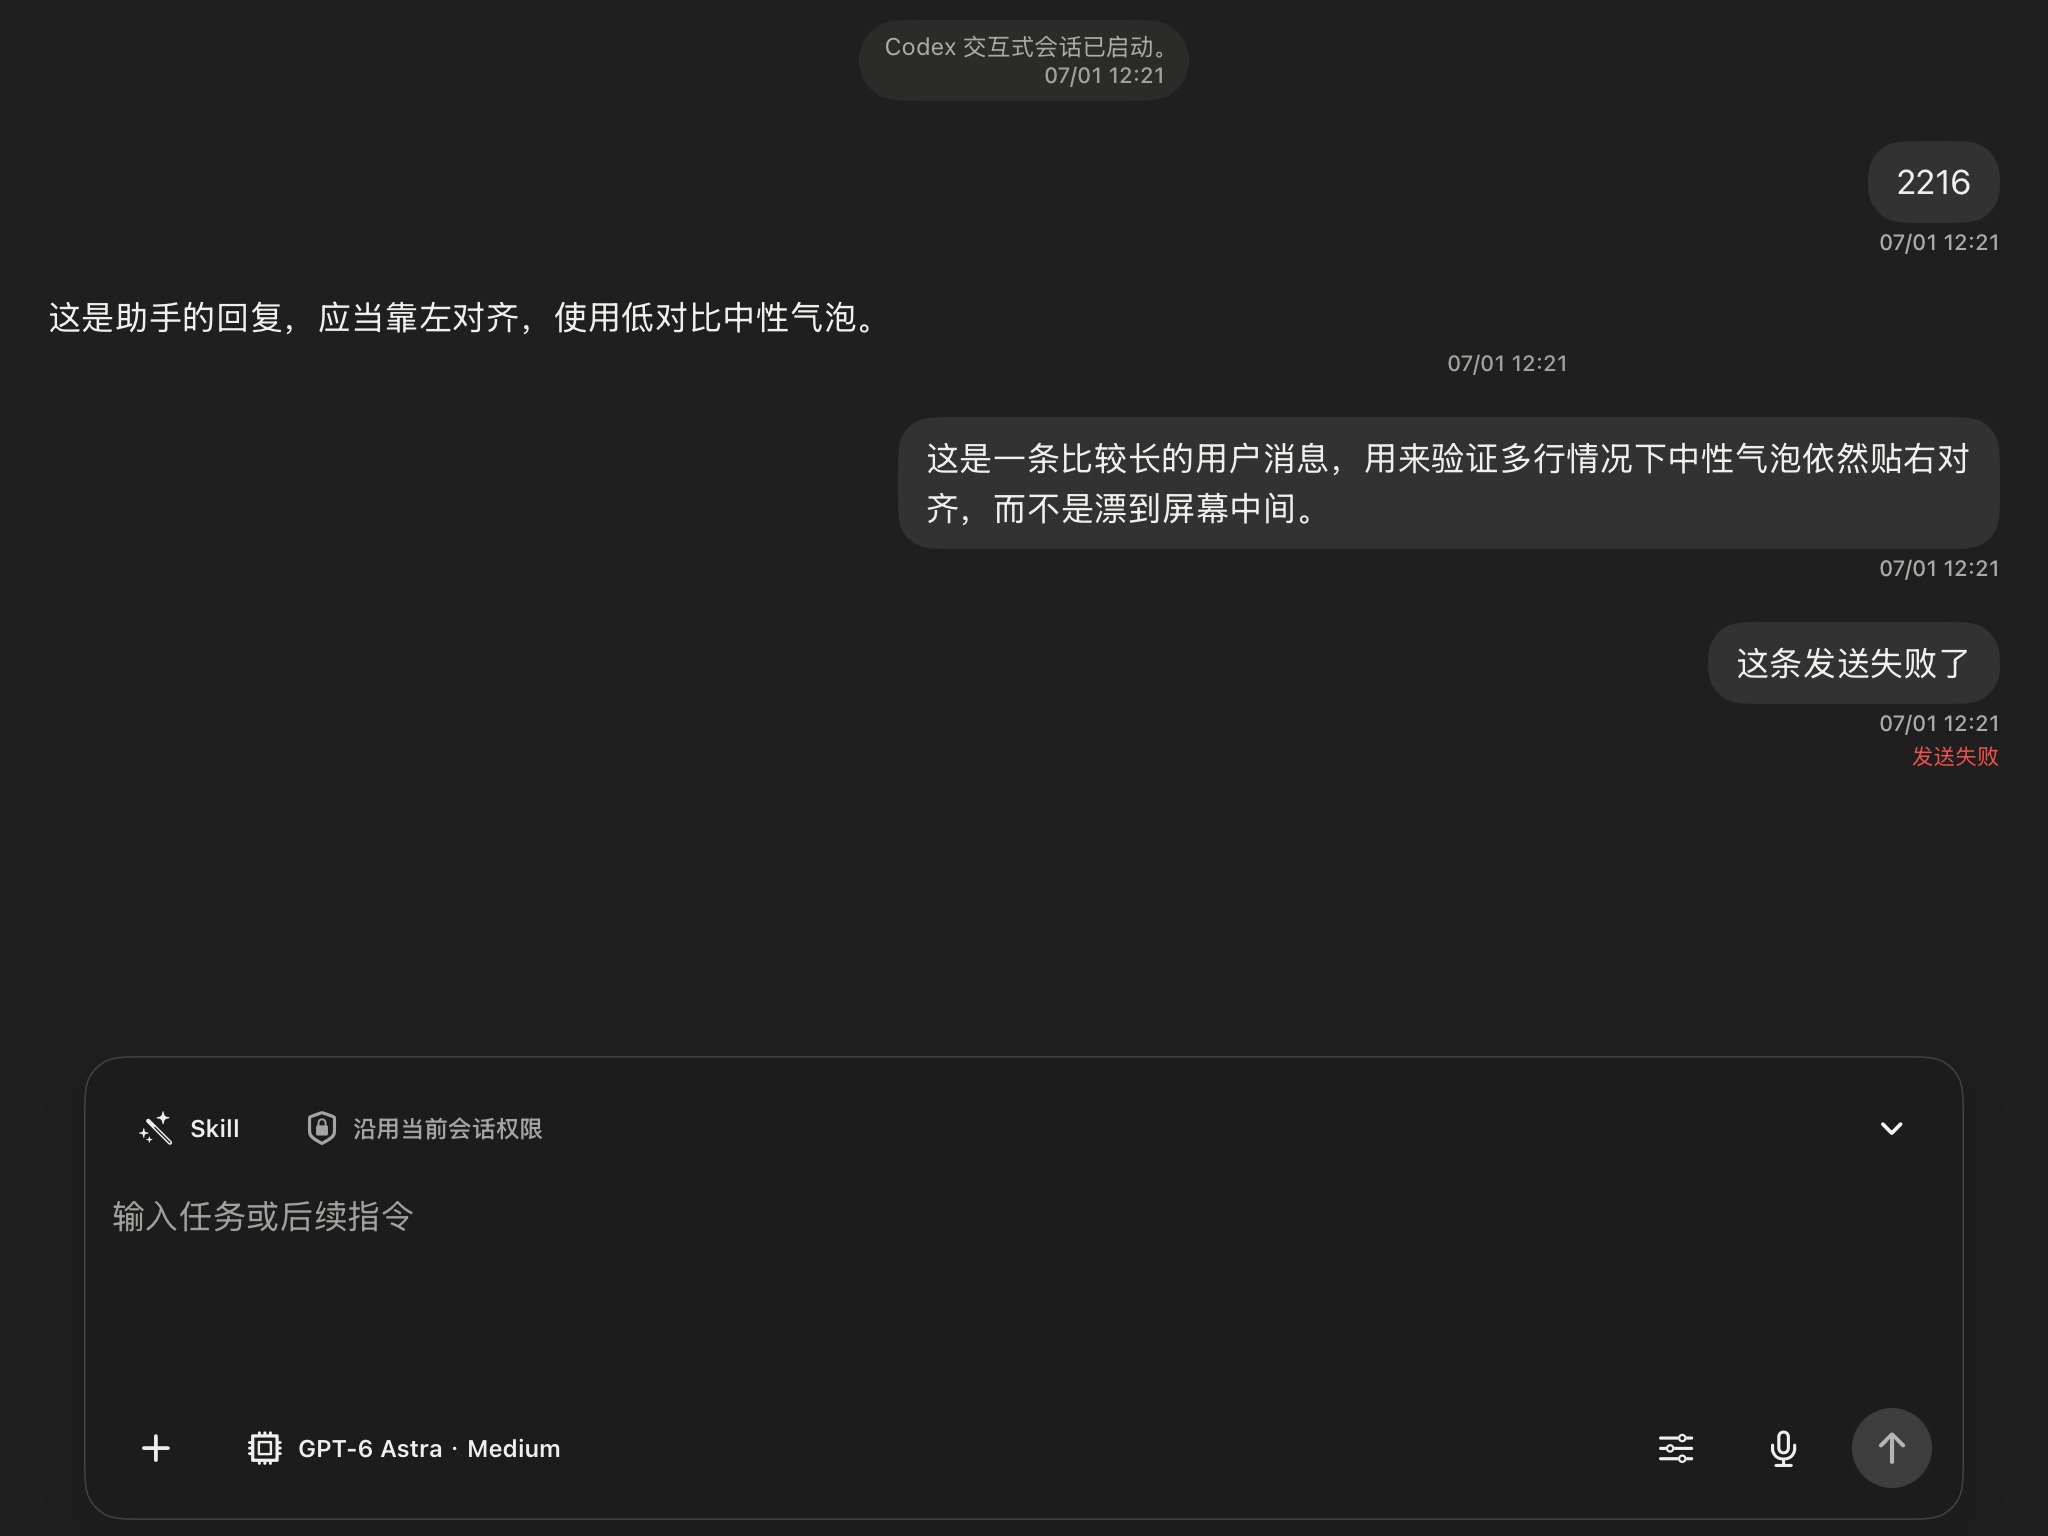 Codex 交互式会话已启动。
07/01 12:21
2216
07/01 12:21
这是助手的回复，应当靠左对齐，使用低对比中性气泡。
07/01 12:21
这是一条比较长的用户消息，用来验证多行情况下中性气泡依然贴右对
齐，而不是漂到屏幕中间。
07/01 12:21
这条发送失败了
07/01 12:21
发送失败
Skill
沿用当前会话权限
输入任务或后续指令
GPT-6 Astra · Medium